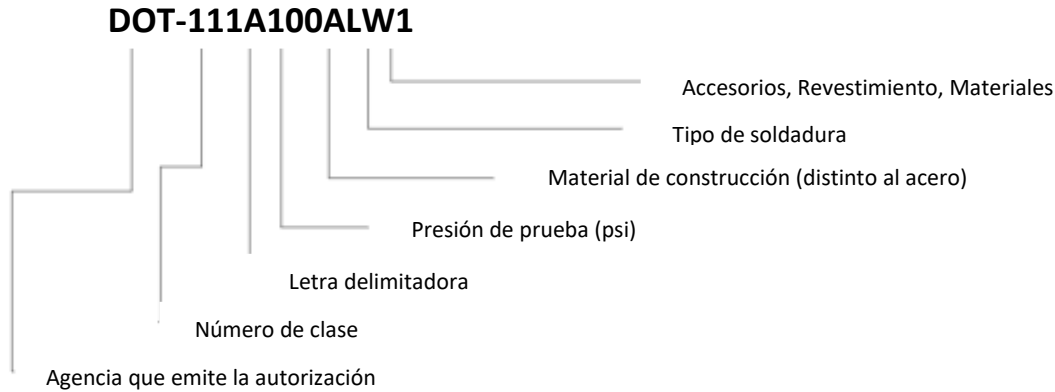 DOT-111A100ALW1
Accesorios, Revestimiento, Materiales
Tipo de soldadura
Material de construcción (distinto al acero)
Presión de prueba (psi)
Letra delimitadora
Número de clase
Agencia que emite la autorización